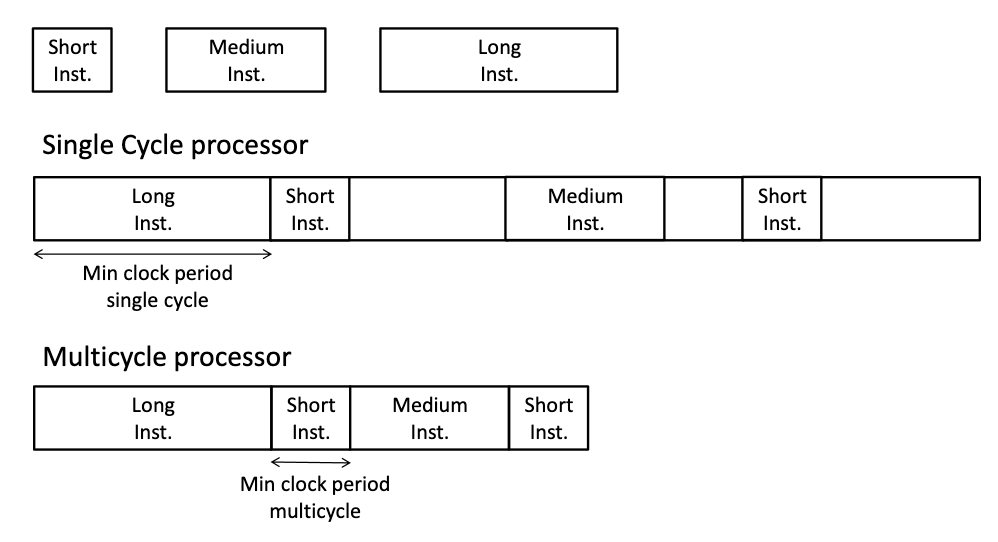 Short
Inst.
Medium
Inst.
Long
Inst.
Single Cycle processor
Long
Inst.
Short
Inst.
Medium
Inst.
Short
Inst.
Min clock period
single cycle
Multicycle processor
Long
Inst.
Short
Inst.
Medium
Inst.
Short
Inst.
Min clock period
multicycle